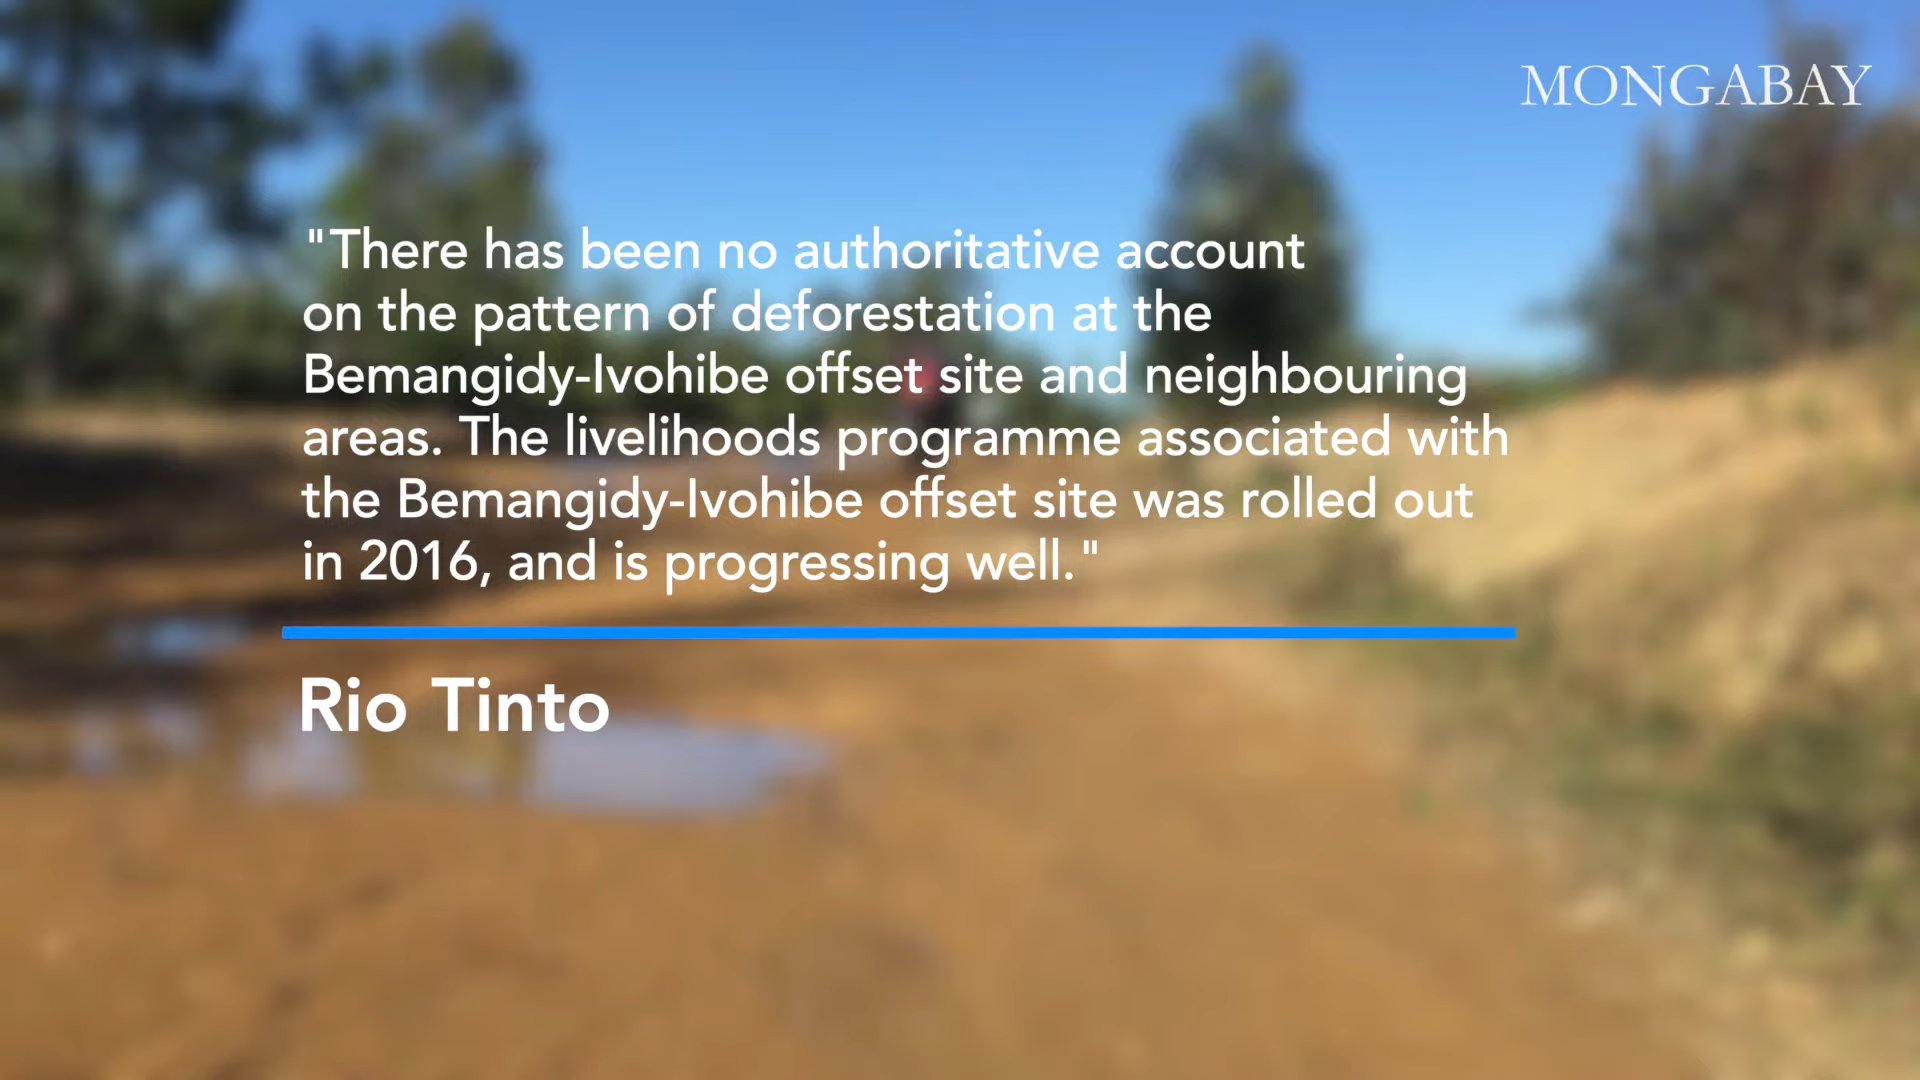 MONGABAY
"There has been no authoritative account
on the pattern of deforestation at the
Bemangidy-Ivohibe offset site and neighbouring
areas. The livelihoods programme associated with
the Bemangidy-Ivohibe offset site was rolled out
in 2016, and is progressing well."
Rio Tinto